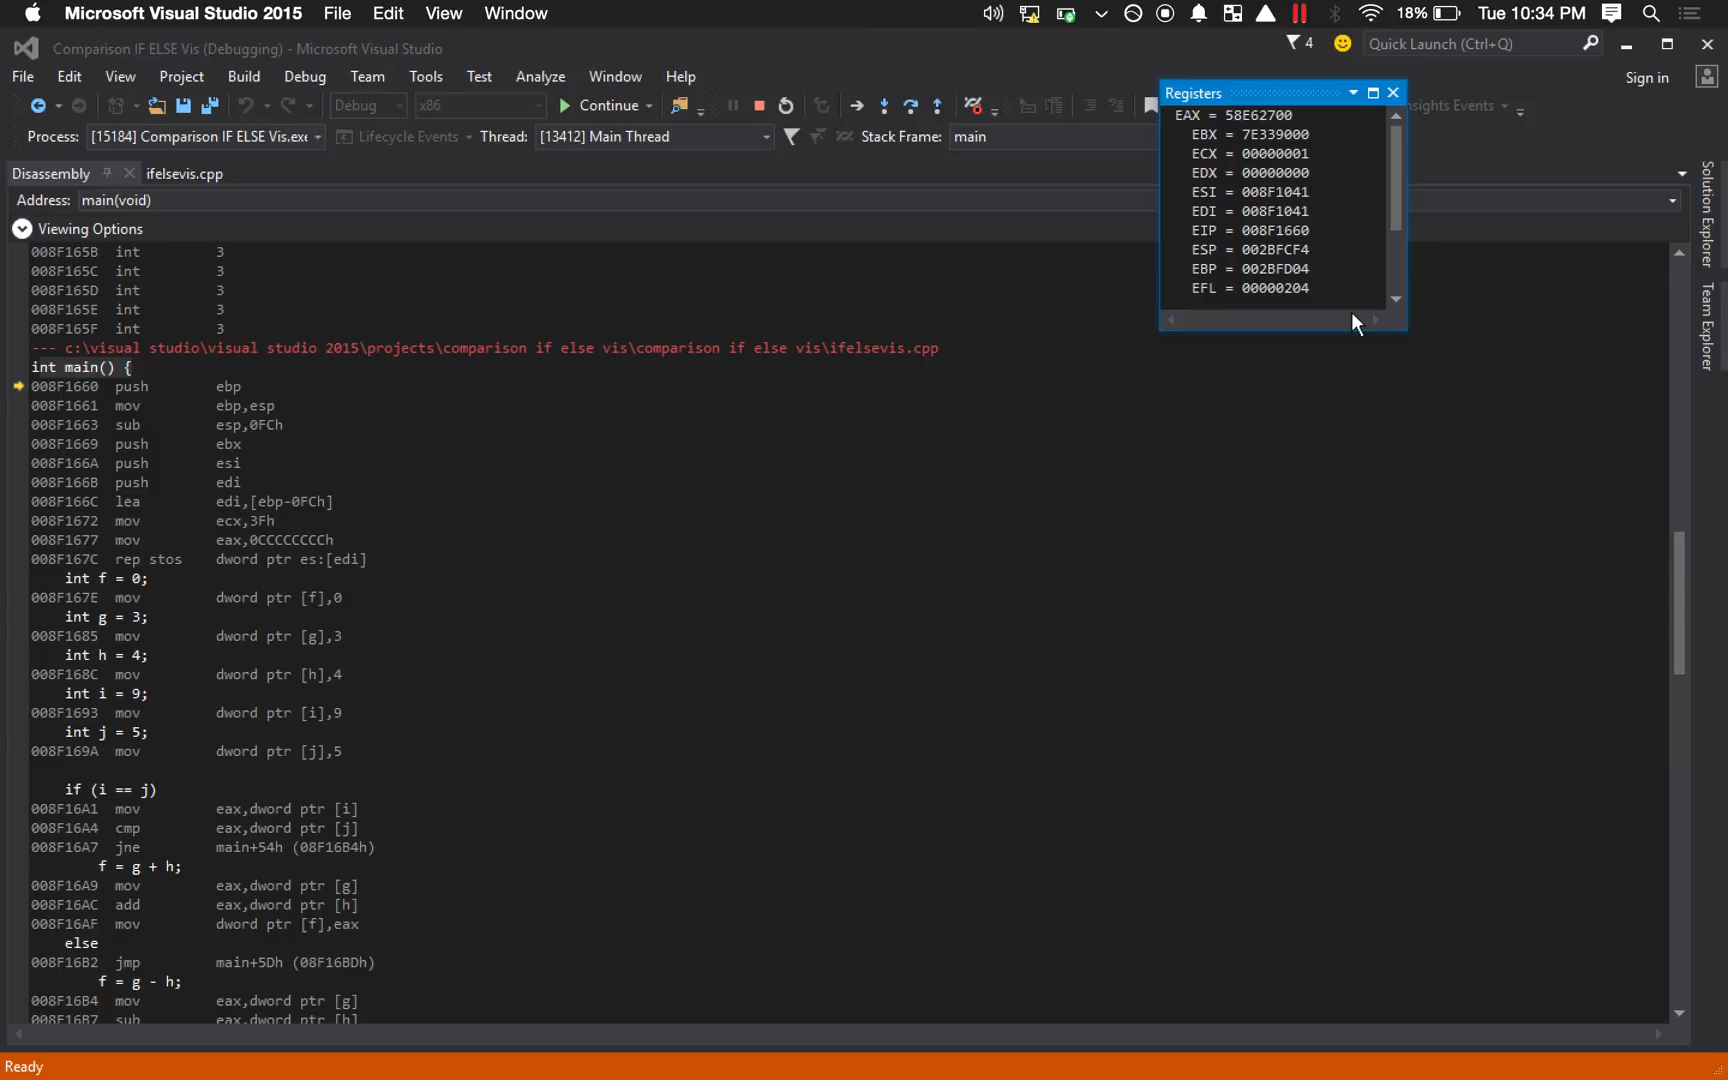 Microsoft Visual Studio 2015 File Edit View Window 18% Tue 10:34 PM
Comparison IF ELSE Vis (Debugging) - Microsoft Visual Studio 4 Quick Launch (Ctrl+Q)
File Edit View Project Build Debug Team Tools Test Analyze Window Help Sign in
Debug x86 Continue nsights Events
Process: [15184] Comparison IF ELSE Vis.exe Lifecycle Events Thread: [13412] Main Thread Stack Frame: main
Registers
EAX = 58E62700
EBX = 7E339000
ECX = 00000001
EDX = 00000000
ESI = 008F1041
EDI = 008F1041
EIP = 008F1660
ESP = 002BFCF4
EBP = 002BFD04
EFL = 00000204
Disassembly ifelsevis.cpp
Address: main(void)
Viewing Options
008F165B int 3
008F165C int 3
008F165D int 3
008F165E int 3
008F165F int 3
--- c:\visual studio\visual studio 2015\projects\comparison if else vis\comparison if else vis\ifelsevis.cpp
int main() {
008F1660 push ebp
008F1661 mov ebp,esp
008F1663 sub esp,0FCh
008F1669 push ebx
008F166A push esi
008F166B push edi
008F166C lea edi,[ebp-0FCh]
008F1672 mov ecx,3Fh
008F1677 mov eax,0CCCCCCCCh
008F167C rep stos dword ptr es:[edi]
int f = 0;
008F167E mov dword ptr [f],0
int g = 3;
008F1685 mov dword ptr [g],3
int h = 4;
008F168C mov dword ptr [h],4
int i = 9;
008F1693 mov dword ptr [i],9
int j = 5;
008F169A mov dword ptr [j],5
if (i == j)
008F16A1 mov eax,dword ptr [i]
008F16A4 cmp eax,dword ptr [j]
008F16A7 jne main+54h (08F16B4h)
f = g + h;
008F16A9 mov eax,dword ptr [g]
008F16AC add eax,dword ptr [h]
008F16AF mov dword ptr [f],eax
else
008F16B2 jmp main+5Dh (08F16BDh)
f = g - h;
008F16B4 mov eax,dword ptr [g]
008F16B7 sub eax,dword ptr [h]
Solution Explorer
Team Explorer
Ready